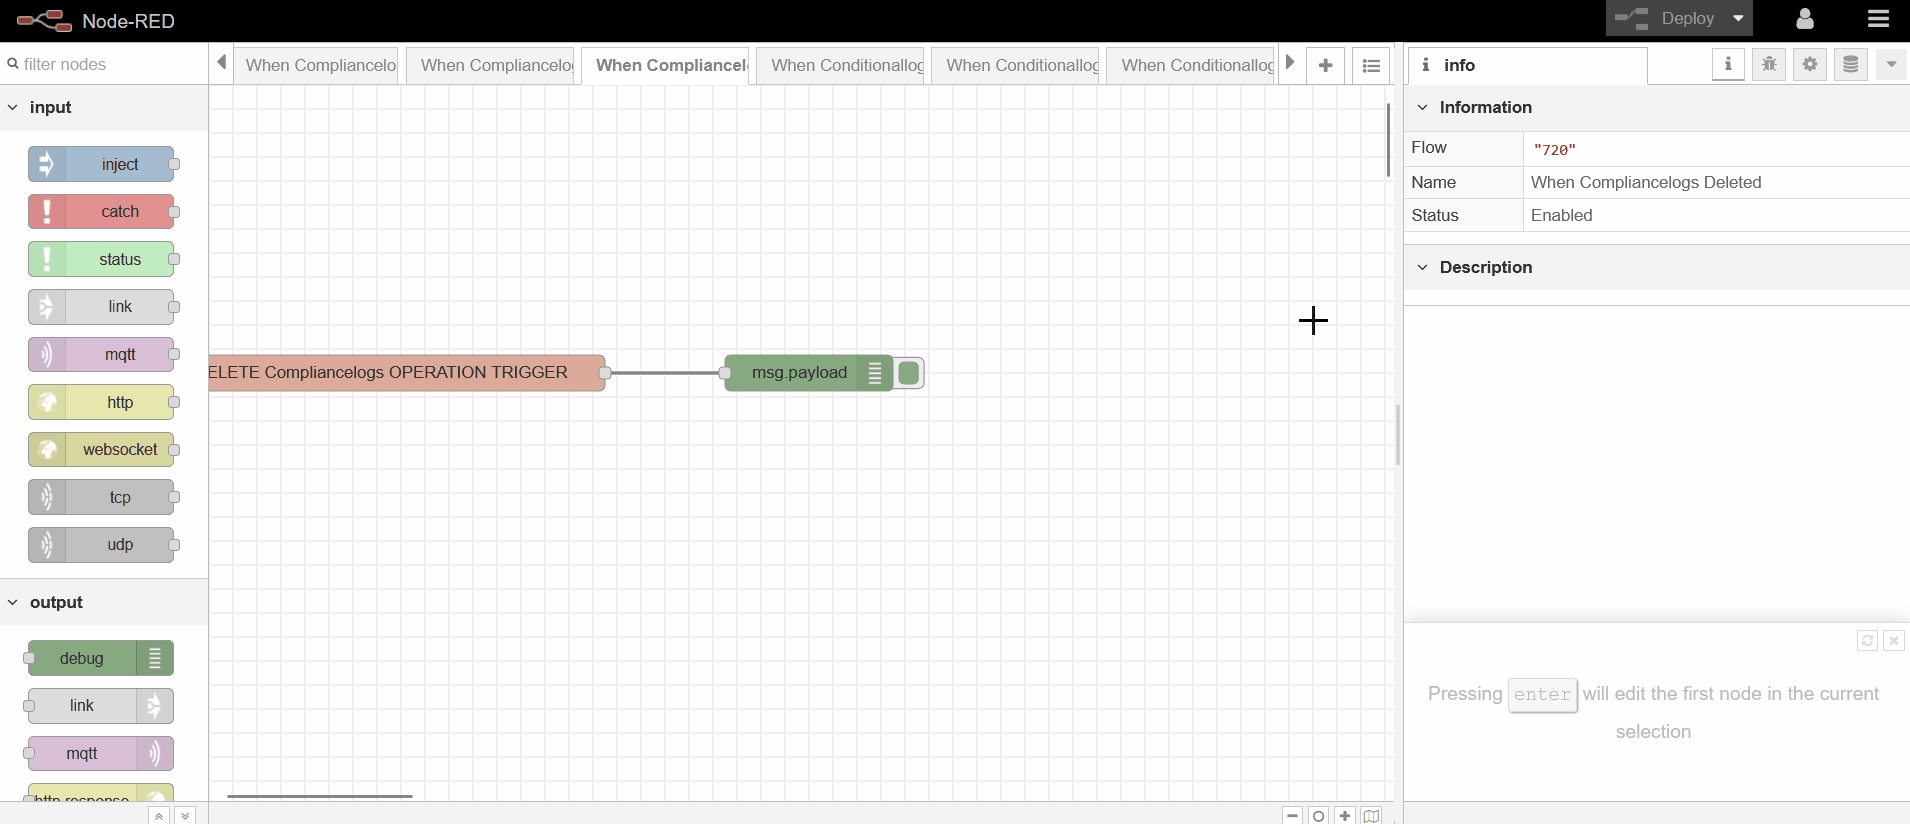 Node-RED
Deploy
filter nodes
When Compliancelo
When Compliancelo
When Compliancel
When Conditionallog
When Conditionallog
When Conditionallog
info
input
inject
catch
status
link
mqtt
http
websocket
tcp
udp
output
debug
link
mqtt
http response
ELETE Compliancelogs OPERATION TRIGGER
msg.payload
Information
Flow "720"
Name When Compliancelogs Deleted
Status Enabled
Description
Pressing enter will edit the first node in the current
selection